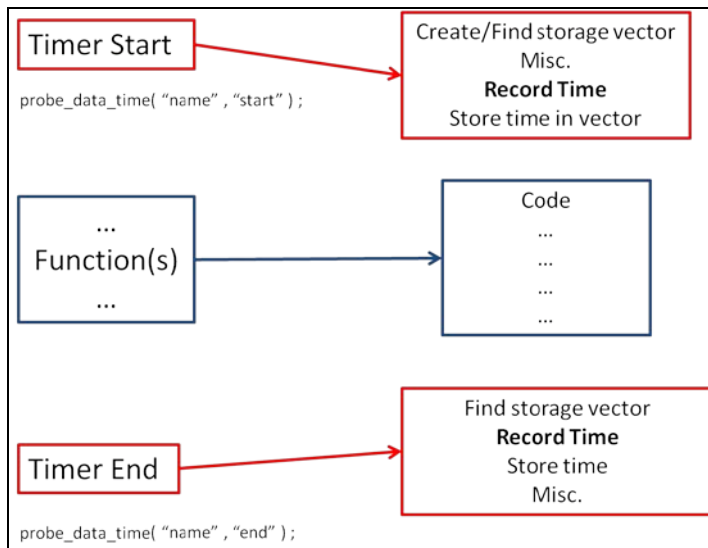 Timer Start
Create/Find storage vector
Misc.
Record Time
Store time in vector
probe_data_time( “name” , “start” ) ;
...
Function(s)
...
Code
...
...
...
...
Find storage vector
Record Time
Store time
Misc.
Timer End
probe_data_time( “name” , “end” ) ;